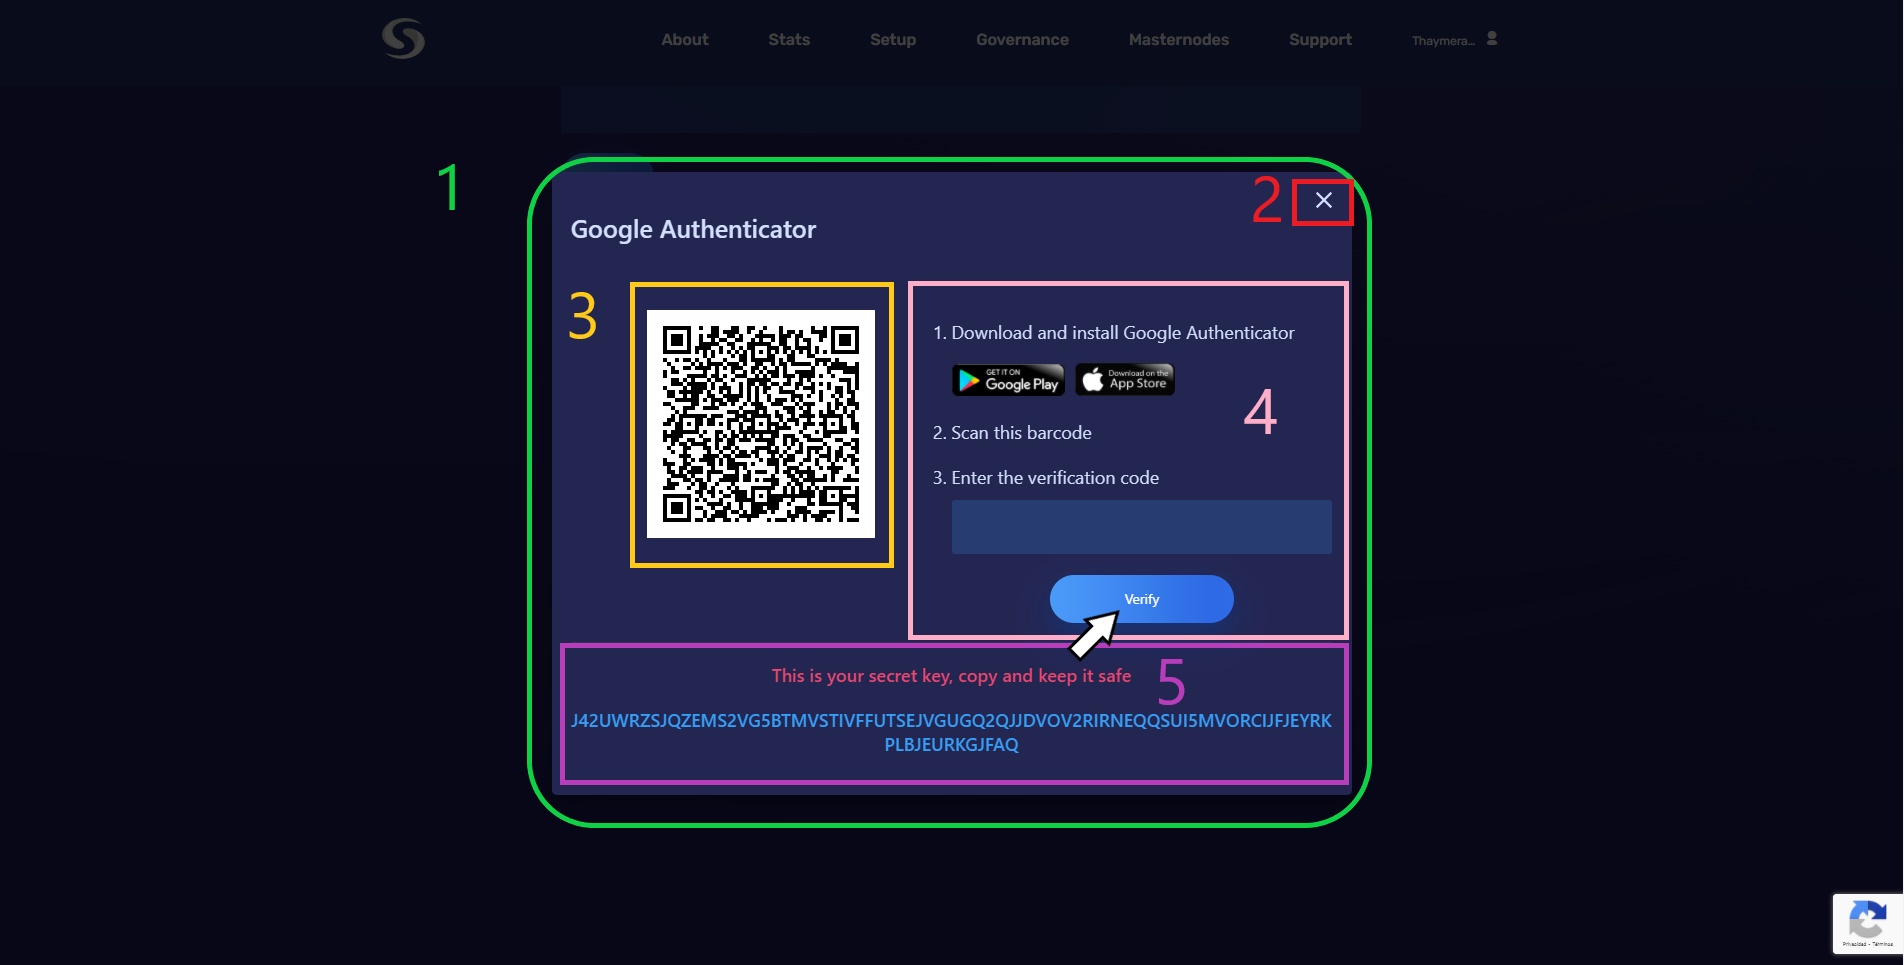 About Stats Setup Governance Masternodes Support Thaymera...
1
2
Google Authenticator
3
1. Download and install Google Authenticator
GET IT ON
Google Play
Download on the
App Store
4
2. Scan this barcode
3. Enter the verification code
Verify
This is your secret key, copy and keep it safe
5
J42UWRZSJQZEMS2VG5BTMVSTIVFFUTSEJVGUGQ2QJJDVOV2RIRNEQQSUI5MVORCIJFJEYRK
PLBJEURKGJFAQ
Privacidad - Términos